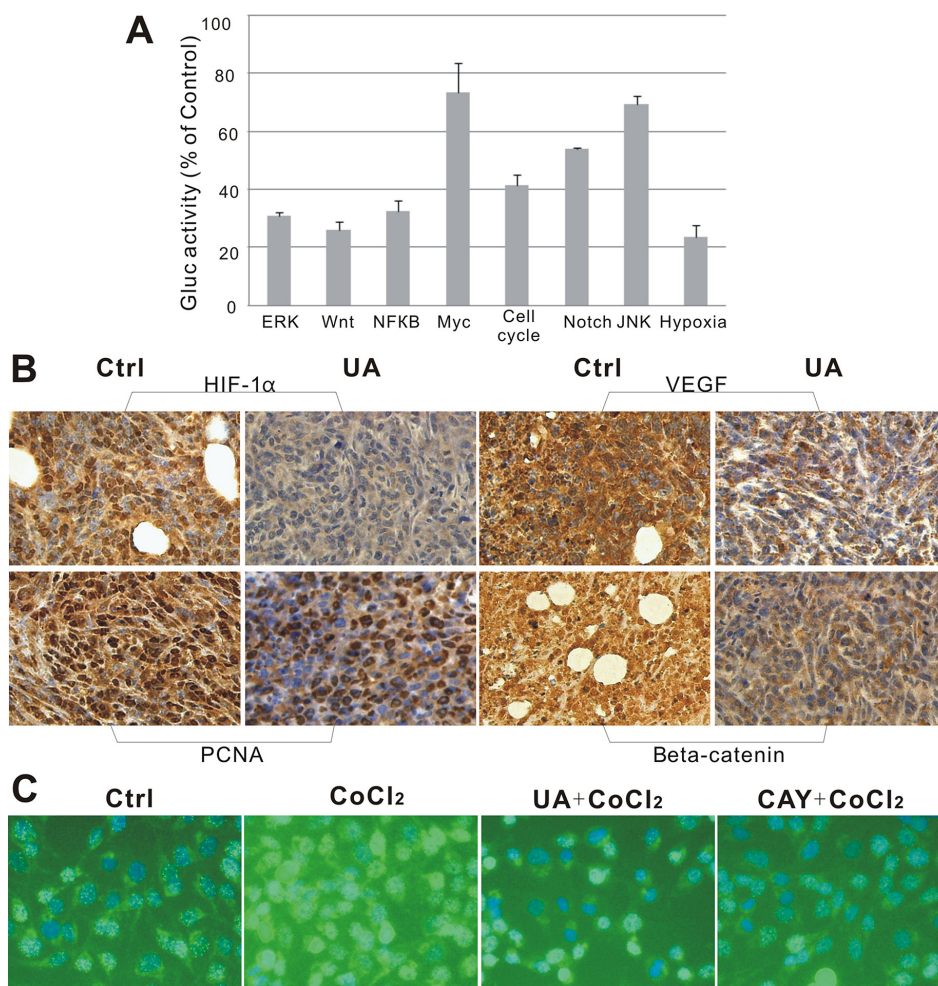 A
Gluc activity (% of Control)
100
80
60
40
20
0
ERK Wnt NFKB Myc Cell cycle Notch JNK Hypoxia
B
Ctrl UA Ctrl UA
HIF-1α VEGF
PCNA Beta-catenin
C
Ctrl CoCl₂ UA+CoCl₂ CAY+CoCl₂